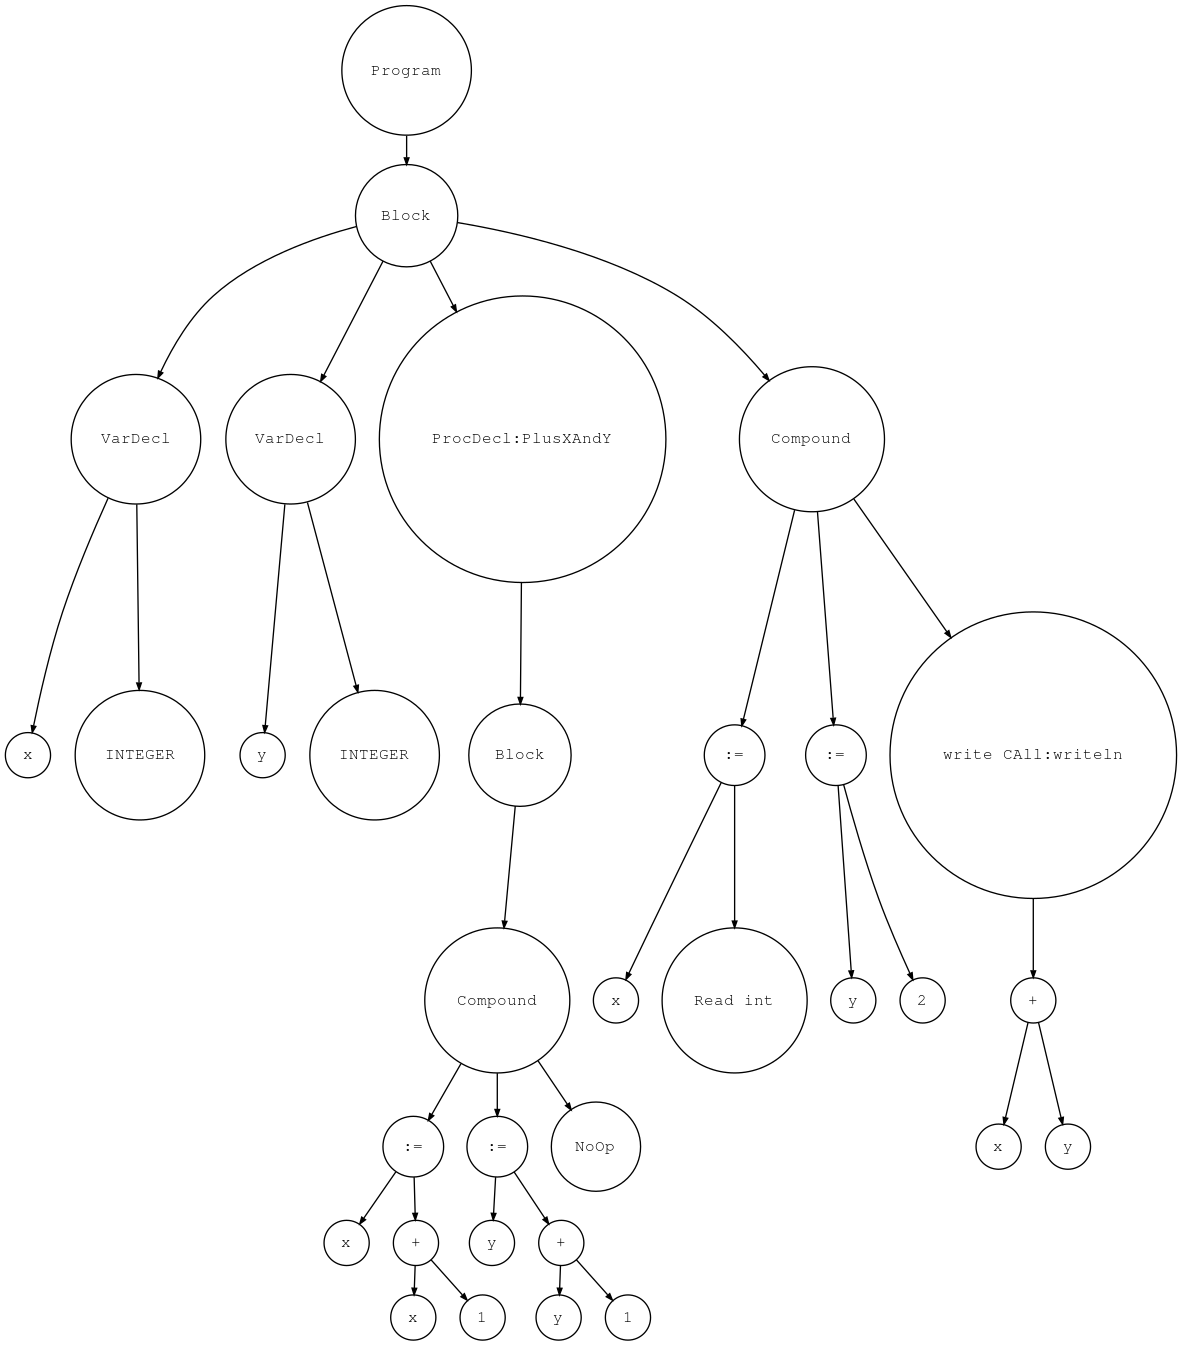 Program
Block
VarDecl
VarDecl
ProcDecl:PlusXAndY
Compound
x
INTEGER
y
INTEGER
Block
:=
:=
write CAll:writeln
Compound
x
Read int
y
2
+
:=
:=
NoOp
x
y
x
+
y
+
x
1
y
1